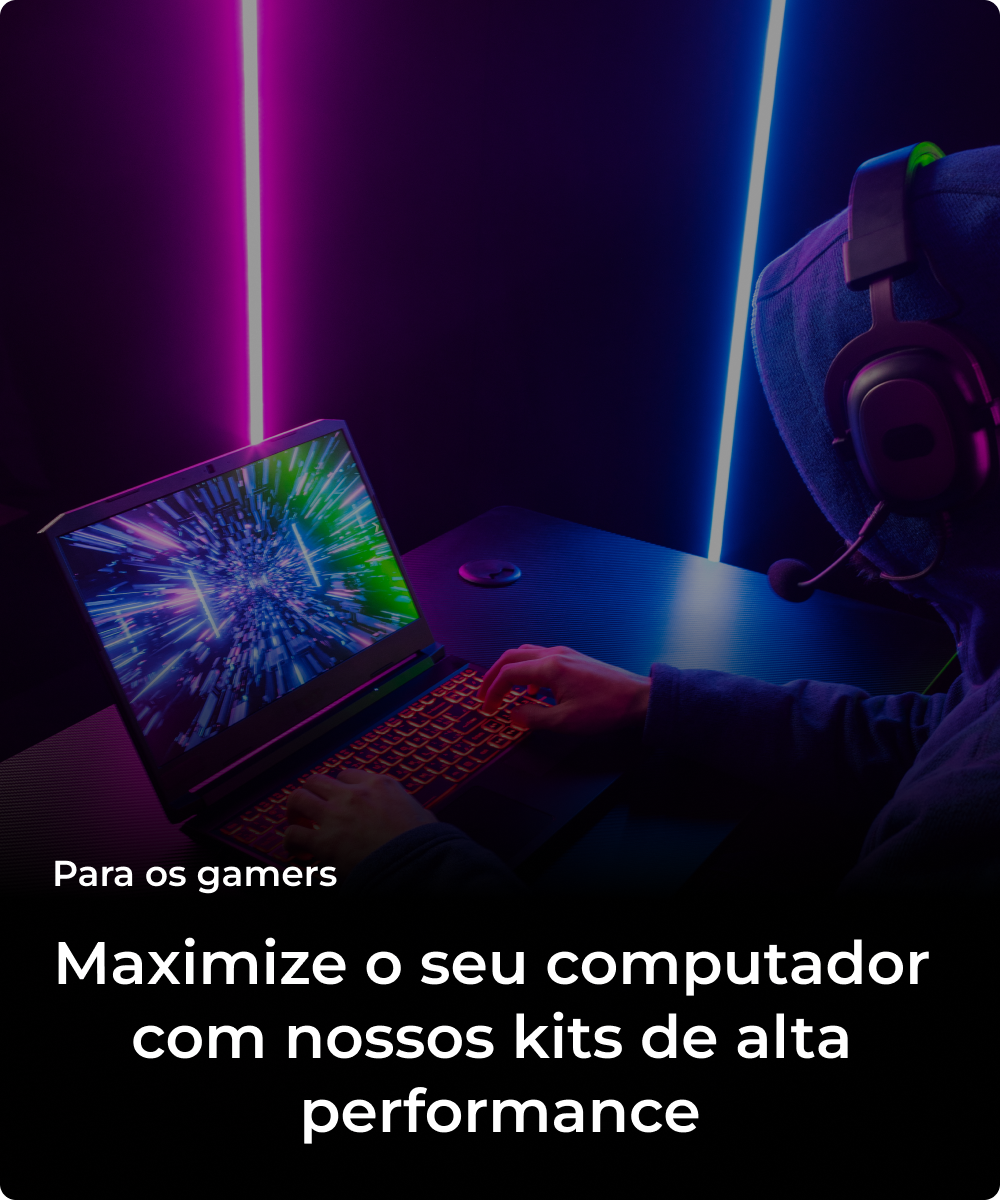 Para os gamers
Maximize o seu computador
com nossos kits de alta
performance